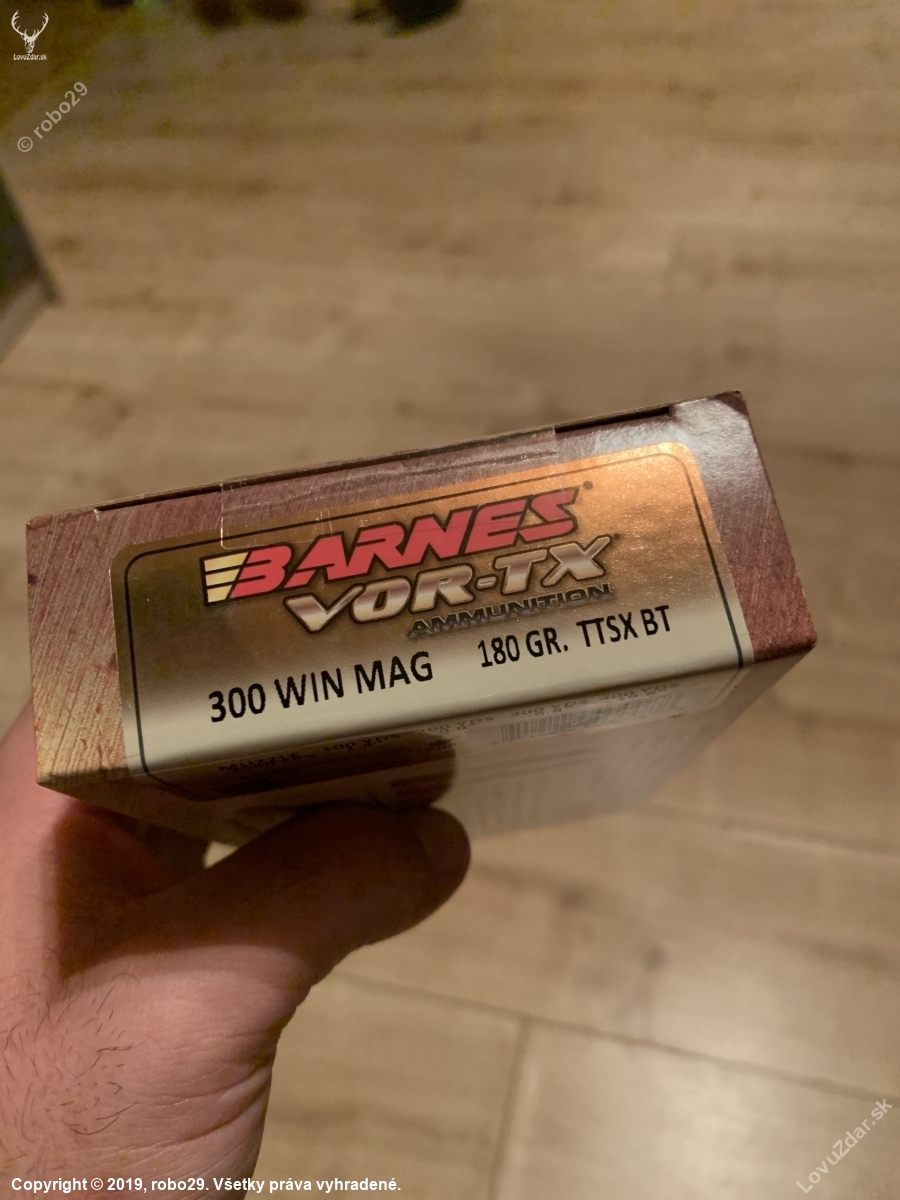 LovuZdar.sk
© robo29
BARNES®
VOR-TX®
AMMUNITION
300 WIN MAG 180 GR. TTSX BT
LovuZdar.sk
Copyright © 2019, robo29. Všetky práva vyhradené.